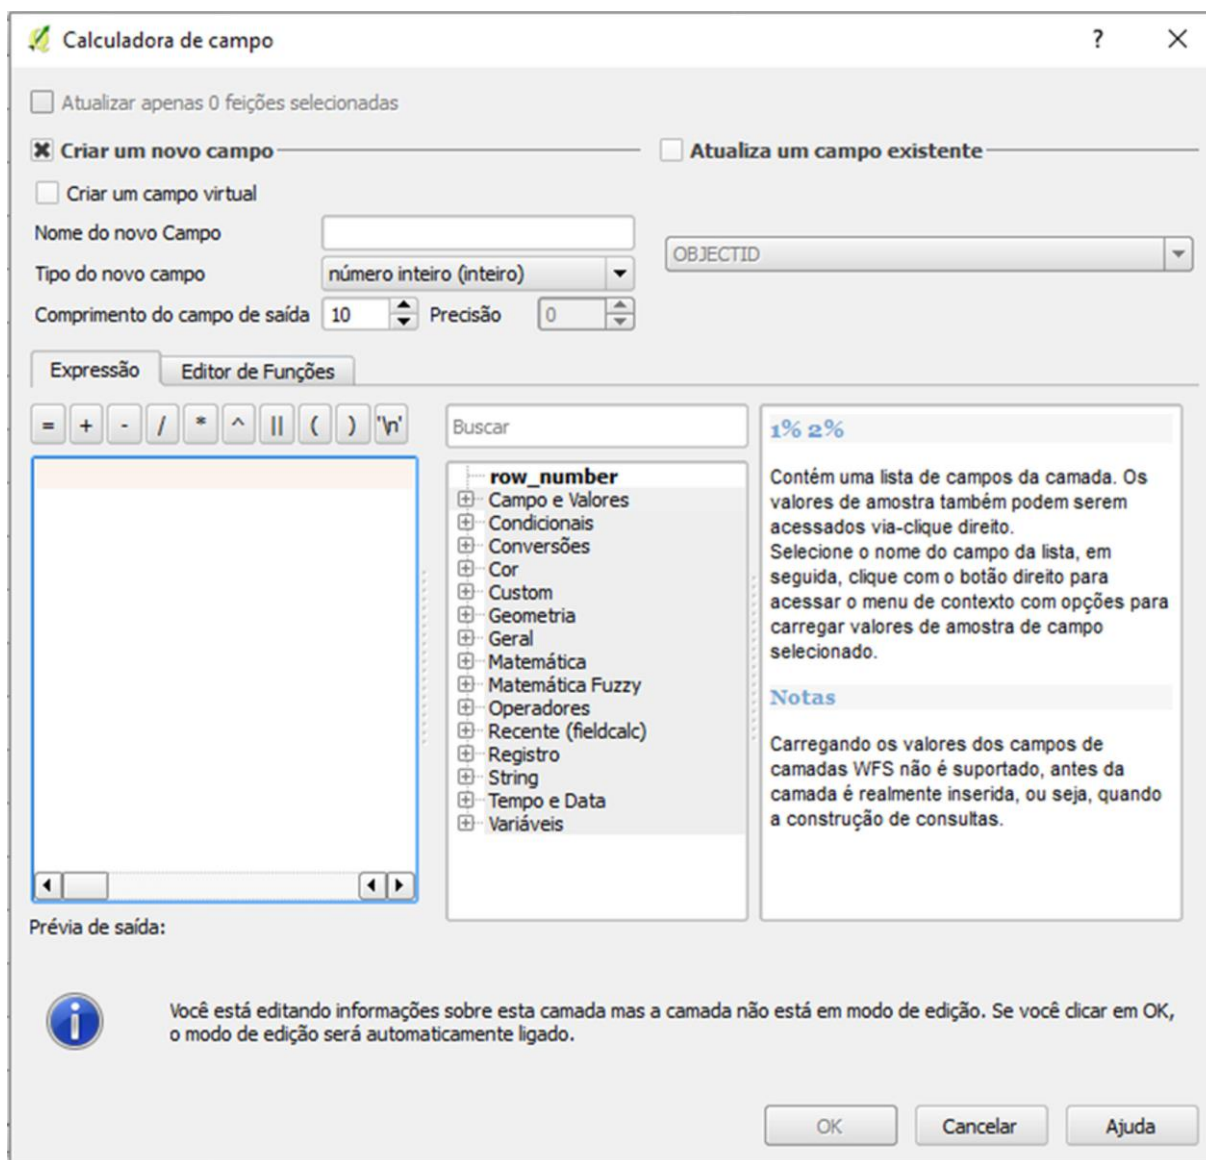 Calculadora de campo ? X
Atualizar apenas 0 feições selecionadas
Criar um novo campo
Atualiza um campo existente
Criar um campo virtual
Nome do novo Campo
OBJECTID
Tipo do novo campo número inteiro (inteiro)
Comprimento do campo de saída 10 Precisão 0
Expressão Editor de Funções
= + - / * ^ || ( ) '\n'
Buscar
row_number
Campo e Valores
Condicionais
Conversões
Cor
Custom
Geometria
Geral
Matemática
Matemática Fuzzy
Operadores
Recente (fieldcalc)
Registro
String
Tempo e Data
Variáveis
1% 2%
Contém uma lista de campos da camada. Os
valores de amostra também podem serem
acessados via-clique direito.
Selecione o nome do campo da lista, em
seguida, clique com o botão direito para
acessar o menu de contexto com opções para
carregar valores de amostra de campo
selecionado.
Notas
Carregando os valores dos campos de
camadas WFS não é suportado, antes da
camada é realmente inserida, ou seja, quando
a construção de consultas.
Prévia de saída:
Você está editando informações sobre esta camada mas a camada não está em modo de edição. Se você clicar em OK,
o modo de edição será automaticamente ligado.
OK Cancelar Ajuda